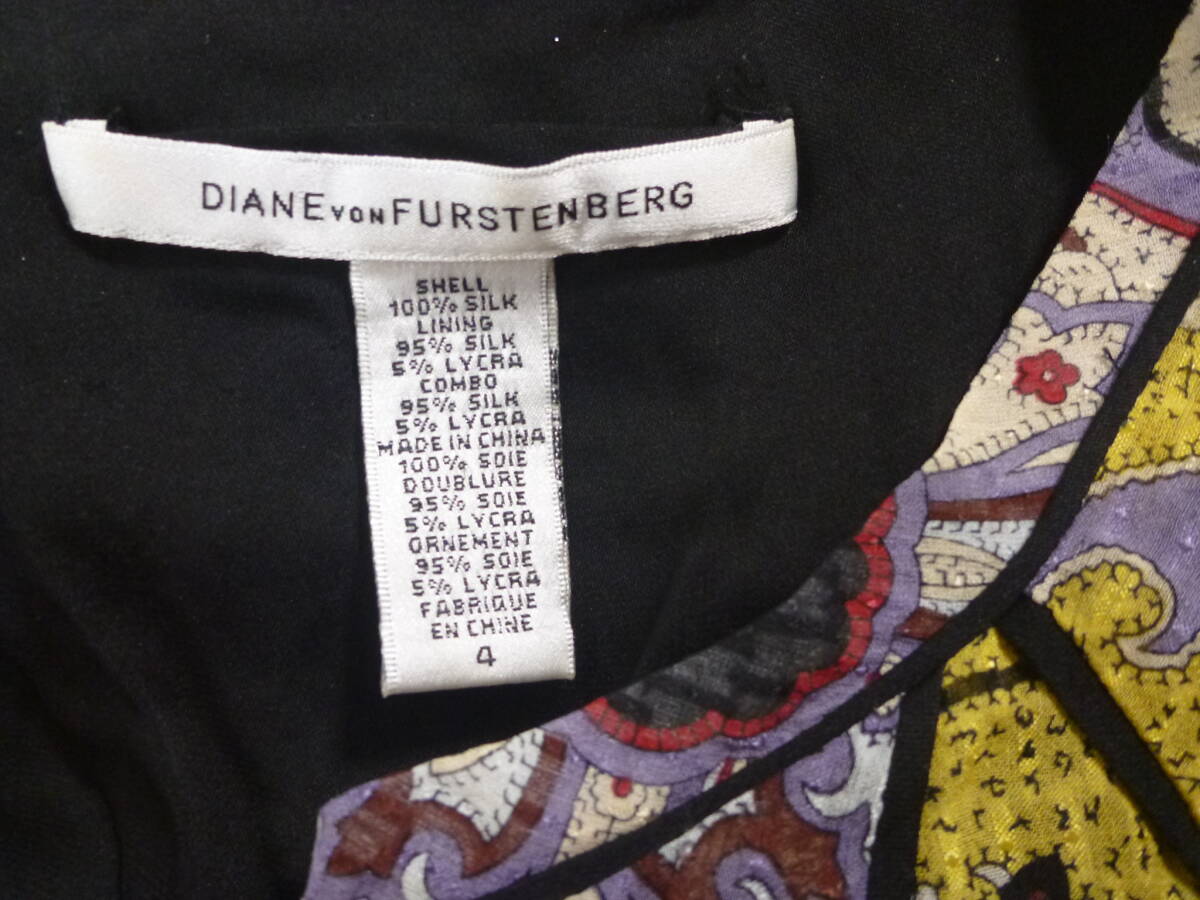 DIANE VON FURSTENBERG
SHELL
100% SILK
LINING
95% SILK
5% LYCRA
COMBO
95% SILK
5% LYCRA
MADE IN CHINA
100% SOIE
DOUBLURE
95% SOIE
5% LYCRA
ORNEMENT
95% SOIE
5% LYCRA
FABRIQUE
EN CHINE
4